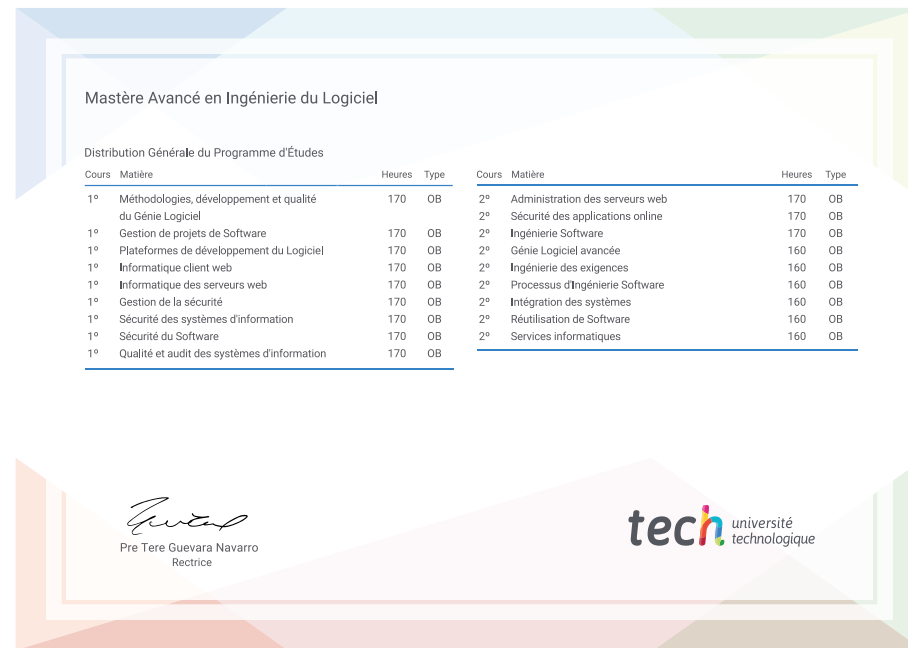 Mastère Avancé en Ingénierie du Logiciel
Distribution Générale du Programme d'Études
Cours Matière Heures Type
1º Méthodologies, développement et qualité 170 OB
du Génie Logiciel
1º Gestion de projets de Software 170 OB
1º Plateformes de développement du Logiciel 170 OB
1º Informatique client web 170 OB
1º Informatique des serveurs web 170 OB
1º Gestion de la sécurité 170 OB
1º Sécurité des systèmes d'information 170 OB
1º Sécurité du Software 170 OB
1º Qualité et audit des systèmes d'information 170 OB
Cours Matière Heures Type
2º Administration des serveurs web 170 OB
2º Sécurité des applications online 170 OB
2º Ingénierie Software 170 OB
2º Génie Logiciel avancée 160 OB
2º Ingénierie des exigences 160 OB
2º Processus d'Ingénierie Software 160 OB
2º Intégration des systèmes 160 OB
2º Réutilisation de Software 160 OB
2º Services informatiques 160 OB
Pre Tere Guevara Navarro
Rectrice
tech université
technologique